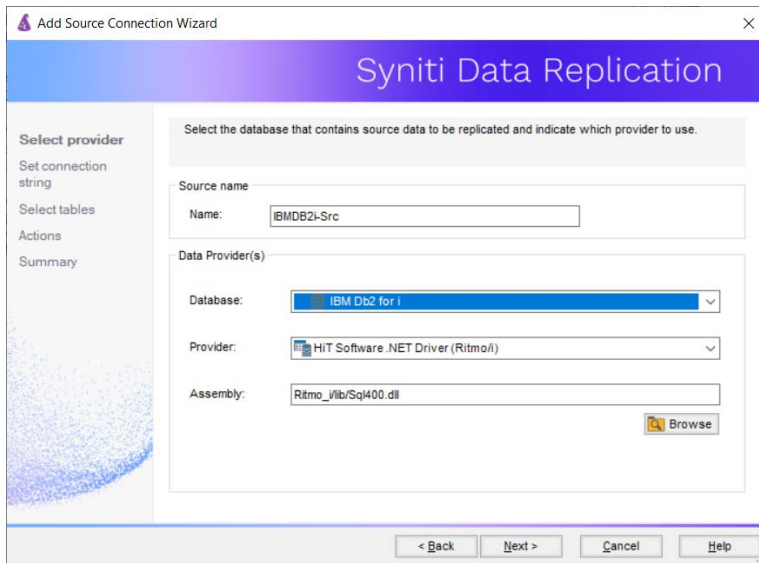 Add Source Connection Wizard
Syniti Data Replication
Select provider
Set connection
string
Select tables
Actions
Summary
Select the database that contains source data to be replicated and indicate which provider to use.
Source name
Name:
IBMDB2i-Src
Data Provider(s)
Database:
IBM Db2 for i
Provider:
HiT Software .NET Driver (Ritmo/i)
Assembly:
Ritmo_i/lib/Sql400.dll
Browse
< Back
Next >
Cancel
Help